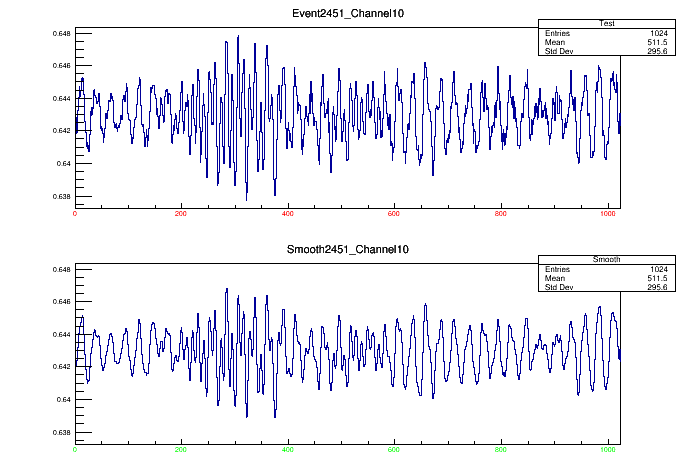 Event2451_Channel10
Test
Entries 1024
Mean 511.5
Std Dev 295.6
0.648
0.646
0.644
0.642
0.64
0.638
0 200 400 600 800 1000
Smooth2451_Channel10
Smooth
Entries 1024
Mean 511.5
Std Dev 295.6
0.648
0.646
0.644
0.642
0.64
0.638
0 200 400 600 800 1000